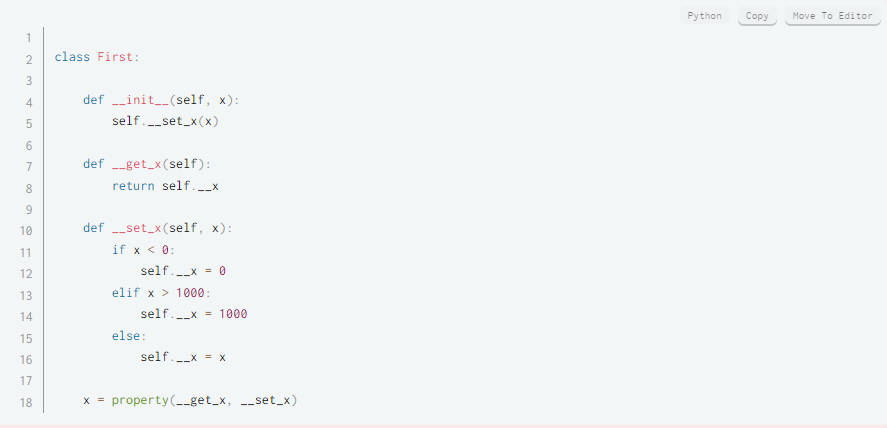 Python Copy Move To Editor
1
2 class First:
3
4     def __init__(self, x):
5         self.__set_x(x)
6
7     def __get_x(self):
8         return self.__x
9
10     def __set_x(self, x):
11         if x < 0:
12             self.__x = 0
13         elif x > 1000:
14             self.__x = 1000
15         else:
16             self.__x = x
17
18     x = property(__get_x, __set_x)